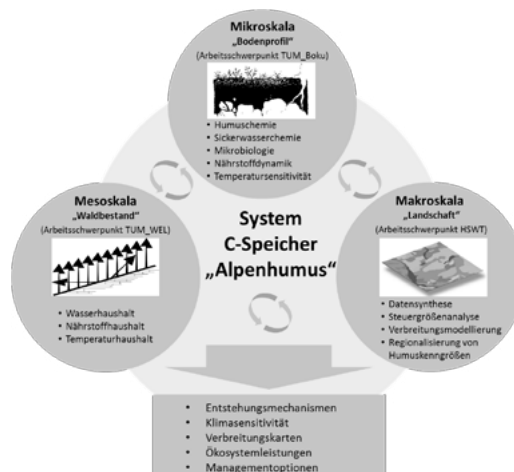 Mikroskala
„Bodenprofil“
(Arbeitsschwerpunkt TUM_Boku)
• Humuschemie
• Sickerwasserchemie
• Mikrobiologie
• Nährstoffdynamik
• Temperatursensitivität
Mesoskala
„Waldbestand“
(Arbeitsschwerpunkt TUM_WEL)
• Wasserhaushalt
• Nährstoffhaushalt
• Temperaturhaushalt
System
C-Speicher
„Alpenhumus“
Makroskala
„Landschaft“
(Arbeitsschwerpunkt HSWT)
• Datensynthese
• Steuergrößenanalyse
• Verbreitungsmodellierung
• Regionalisierung von
Humuskenngrößen
• Entstehungsmechanismen
• Klimasensitivität
• Verbreitungskarten
• Ökosystemleistungen
• Managementoptionen